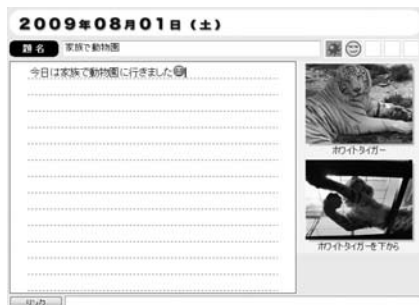 2009年08月01日（土）
題名 家族で動物園
今日は家族で動物園に行きました
ホワイトタイガー
ホワイトタイガーを下から
リンク